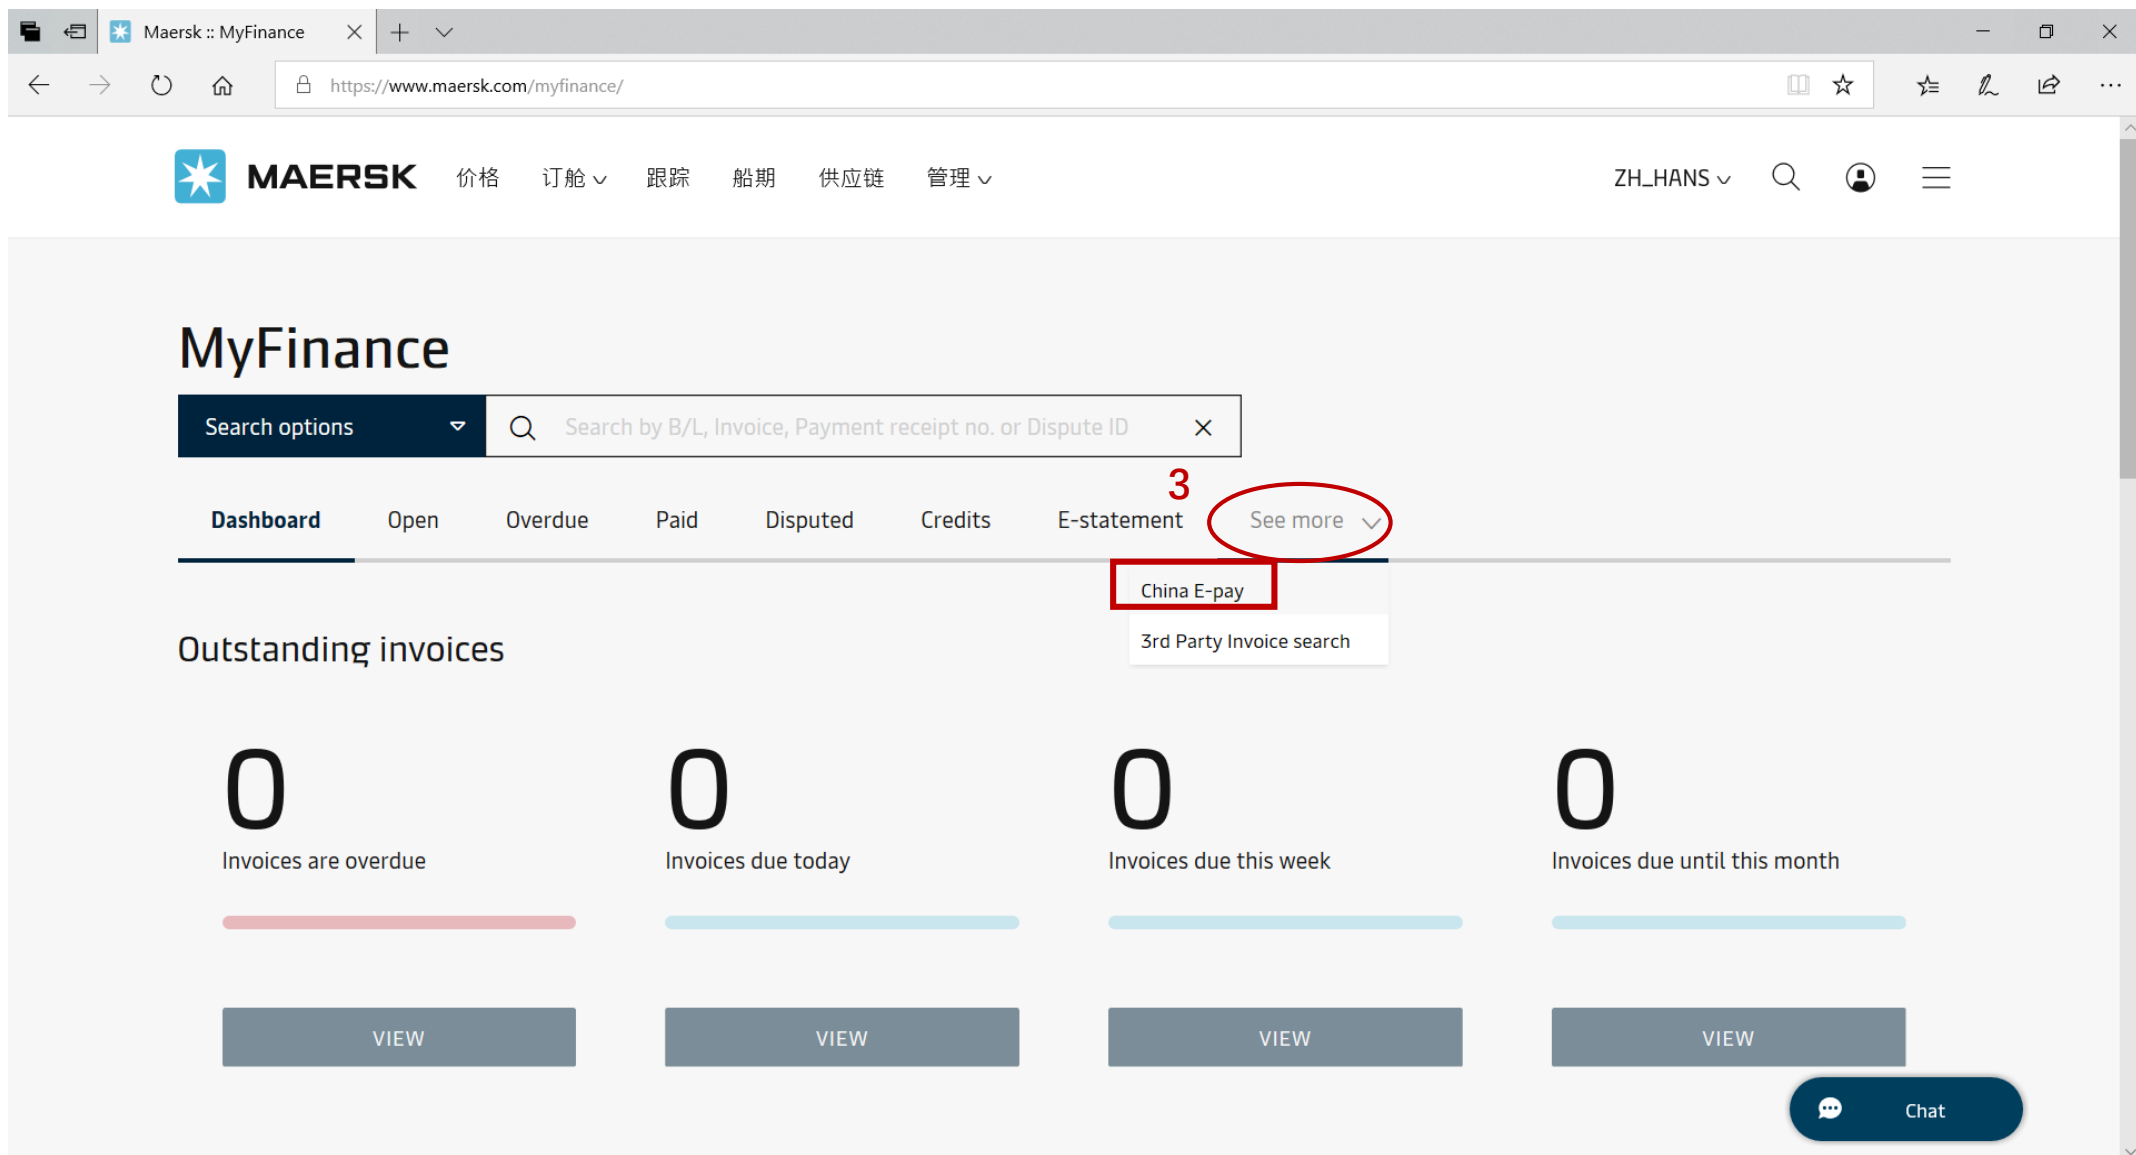 Maersk :: MyFinance
https://www.maersk.com/myfinance/
MAERSK 价格 订舱 跟踪 船期 供应链 管理 ZH_HANS
MyFinance
Search options Search by B/L, Invoice, Payment receipt no. or Dispute ID
3
Dashboard Open Overdue Paid Disputed Credits E-statement See more
China E-pay
3rd Party Invoice search
Outstanding invoices
0 0 0 0
Invoices are overdue Invoices due today Invoices due this week Invoices due until this month
VIEW VIEW VIEW VIEW
Chat